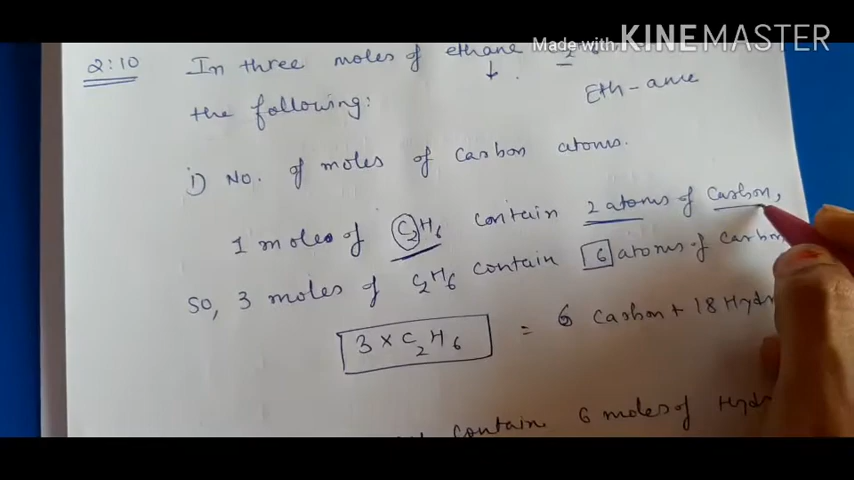 Made with KINEMASTER
2:10 In three moles of ethane
the following:
Eth-ane
i) No. of moles of carbon atoms.
1 moles of C2H6 contain 2 atoms of carbon,
So, 3 moles of C2H6 contain 6 atoms of carbon
3 × C2H6 = 6 carbon + 18
contain 6 moles of